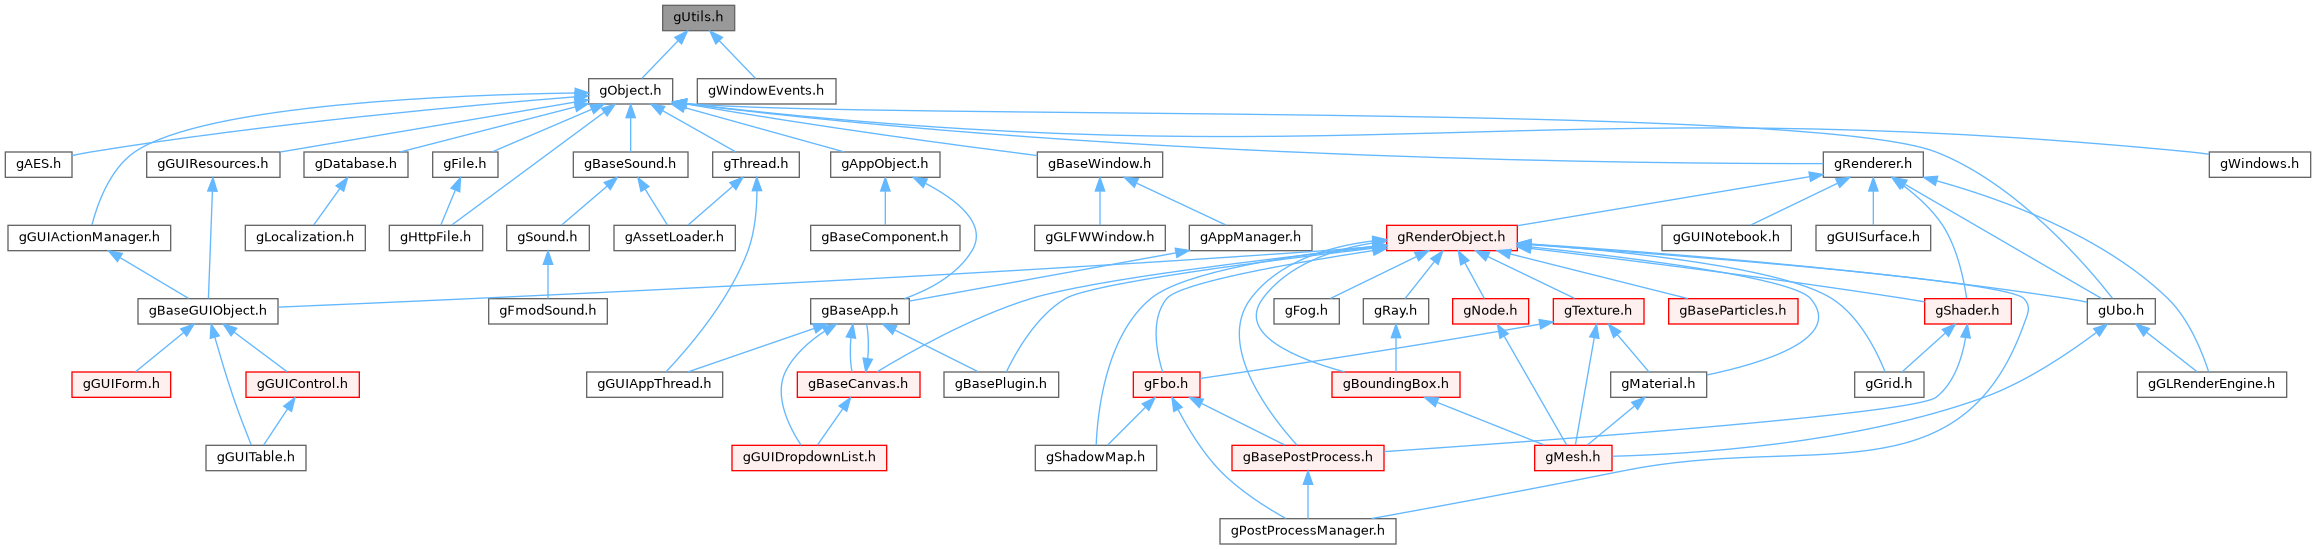 gUtils.h
gObject.h
gWindowEvents.h
gAES.h
gGUIResources.h
gDatabase.h
gFile.h
gBaseSound.h
gThread.h
gAppObject.h
gBaseWindow.h
gRenderer.h
gWindows.h
gGUIActionManager.h
gLocalization.h
gHttpFile.h
gSound.h
gAssetLoader.h
gBaseComponent.h
gGLFWWindow.h
gAppManager.h
gRenderObject.h
gGUINotebook.h
gGUISurface.h
gBaseGUIObject.h
gFmodSound.h
gBaseApp.h
gFog.h
gRay.h
gNode.h
gTexture.h
gBaseParticles.h
gShader.h
gUbo.h
gGUIForm.h
gGUIControl.h
gGUIAppThread.h
gBaseCanvas.h
gBasePlugin.h
gFbo.h
gBoundingBox.h
gMaterial.h
gGrid.h
gGLRenderEngine.h
gGUITable.h
gGUIDropdownList.h
gShadowMap.h
gBasePostProcess.h
gMesh.h
gPostProcessManager.h